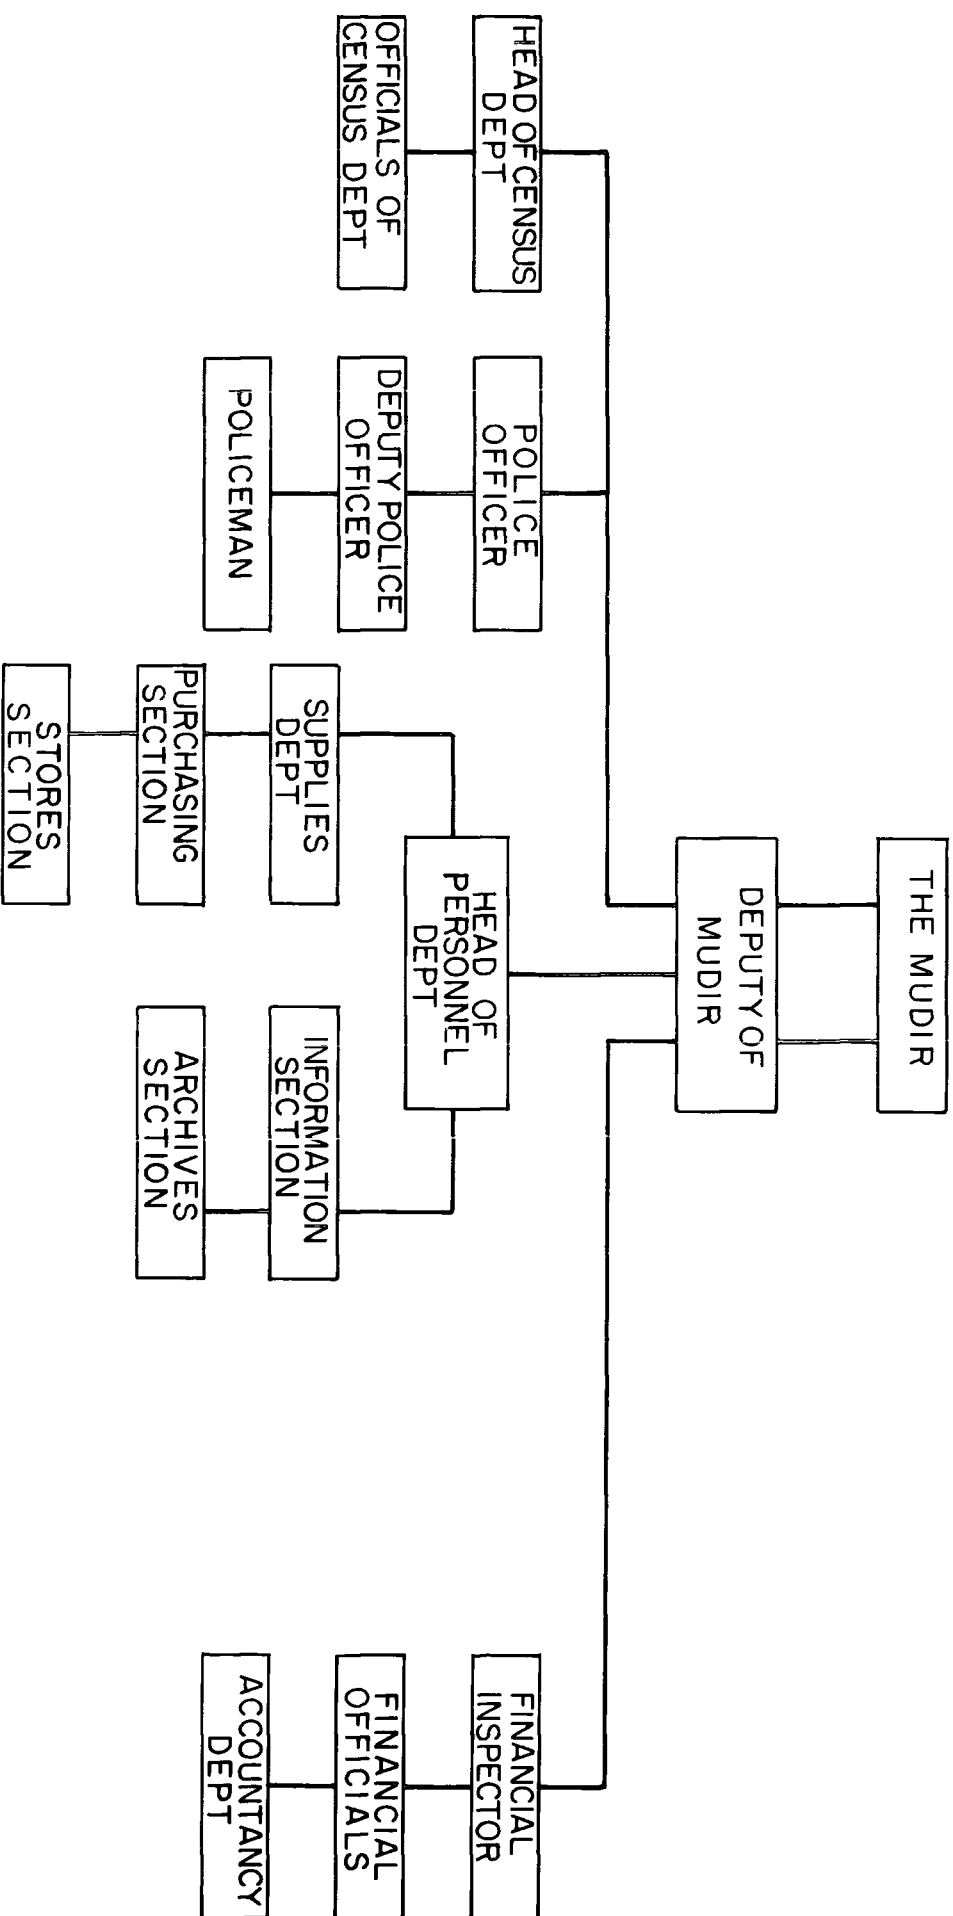 THE MUDIR
DEPUTY OF
MUDIR
HEAD OF CENSUS
DEPT
OFFICIALS OF
CENSUS DEPT
POLICE
OFFICER
DEPUTY POLICE
OFFICER
POLICEMAN
HEAD OF
PERSONNEL
DEPT
SUPPLIES
DEPT
PURCHASING
SECTION
STORES
SECTION
INFORMATION
SECTION
ARCHIVES
SECTION
FINANCIAL
INSPECTOR
FINANCIAL
OFFICIALS
ACCOUNTANCY
DEPT